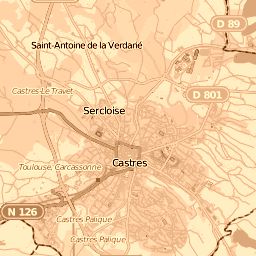 D 89
Saint-Antoine de la Verdarié
Castres-Le Travet
D 801
Sercloise
Castres
Toulouse, Carcassonne
N 126
Castres Palique
Castres Palique